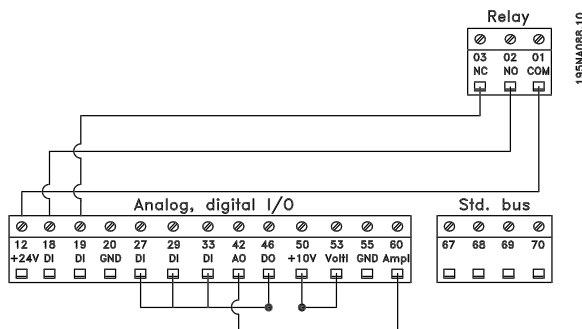 Relay
03 02 01
NC NO COM
195NA088.10
Analog, digital I/O
12 18 19 20 27 29 33 42 46 50 53 55 60
+24V DI DI GND DI DI DI AO DO +10V VoltI GND AmpI
Std. bus
67 68 69 70